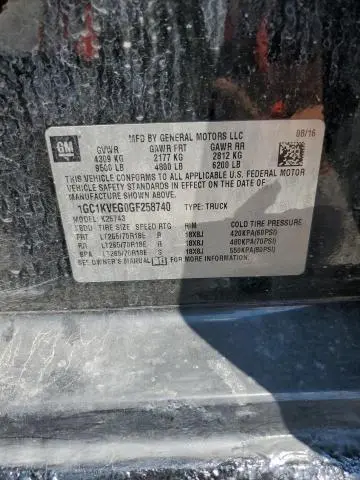 MFD BY GENERAL MOTORS LLC 08/16
GM
GVWR GAWR FRT GAWR RR
4309 KG 2177 KG 2812 KG
9500 LB 4800 LB 6200 LB
THIS VEHICLE CONFORMS TO ALL APPLICABLE U.S. FEDERAL MOTOR
VEHICLE SAFETY STANDARDS IN EFFECT ON THE DATE OF
MANUFACTURE SHOWN ABOVE.
1GC1KVEG0GF258740 TYPE: TRUCK
MODEL: K25743
TIRE SIZE SPEED RTG RIM COLD TIRE PRESSURE
FRT LT265/70R18E R 18X8J 420KPA(60PSI)
RR LT265/70R18E R 18X8J 480KPA(70PSI)
SPA LT265/70R18E 18X8J 550KPA(80PSI)
SEE OWNER'S MANUAL FOR MORE INFORMATION.